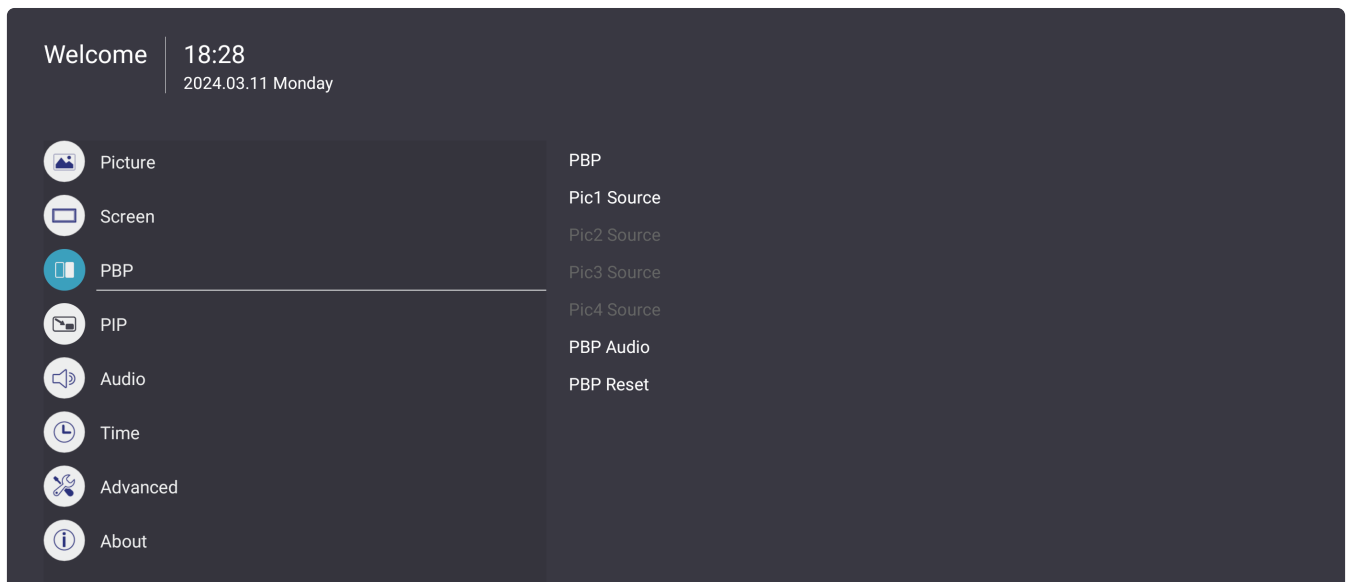 Welcome
18:28
2024.03.11 Monday
Picture
Screen
PBP
PIP
Audio
Time
Advanced
About
PBP
Pic1 Source
Pic2 Source
Pic3 Source
Pic4 Source
PBP Audio
PBP Reset